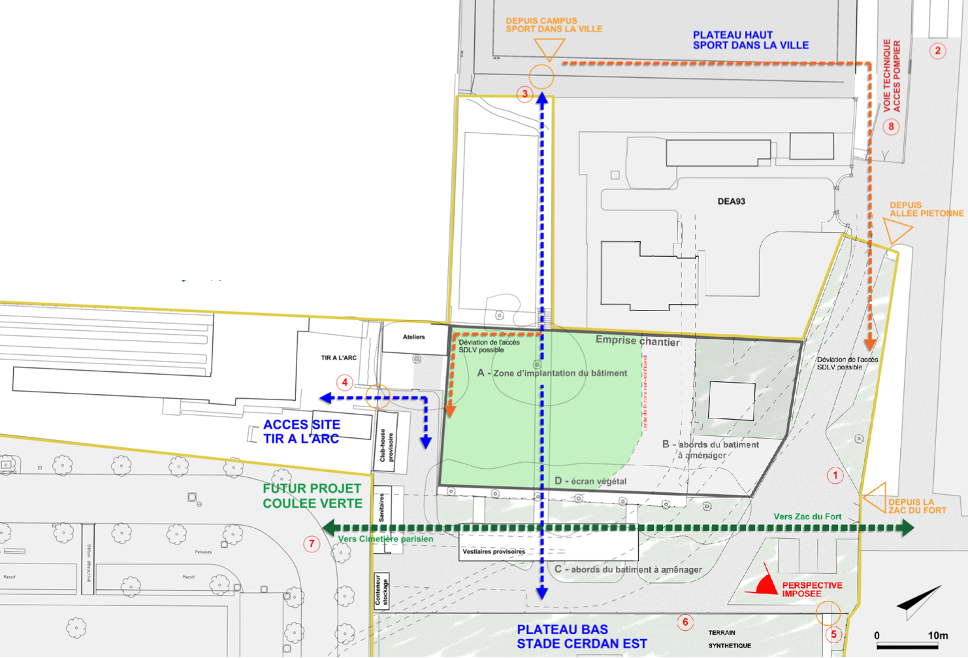 DEPUIS CAMPUS
SPORT DANS LA VILLE
PLATEAU HAUT
SPORT DANS LA VILLE
VOIE TECHNIQUE
ACCES POMPIER
2
3
8
DEA93
DEPUIS
ALLEE PIETONNE
Ateliers
Déviation de l'accès
SDLV possible
Emprise chantier
TIR A L'ARC
A - Zone d'implantation du bâtiment
Déviation de l'accès
SDLV possible
4
ACCES SITE
TIR A L'ARC
Club-house
provisoire
B - abords du batiment
à aménager
1
D - écran végétal
FUTUR PROJET
COULEE VERTE
Sanitaires
DEPUIS LA
ZAC DU FORT
Vers Zac du Fort
7
Vers Cimetière parisien
Vestiaires provisoires
C - abords du batiment à aménager
Pelouses
Massif
Massif
Conteneur
stockage
PERSPECTIVE
IMPOSEE
PLATEAU BAS
STADE CERDAN EST
6
TERRAIN
SYNTHETIQUE
5
0
10m